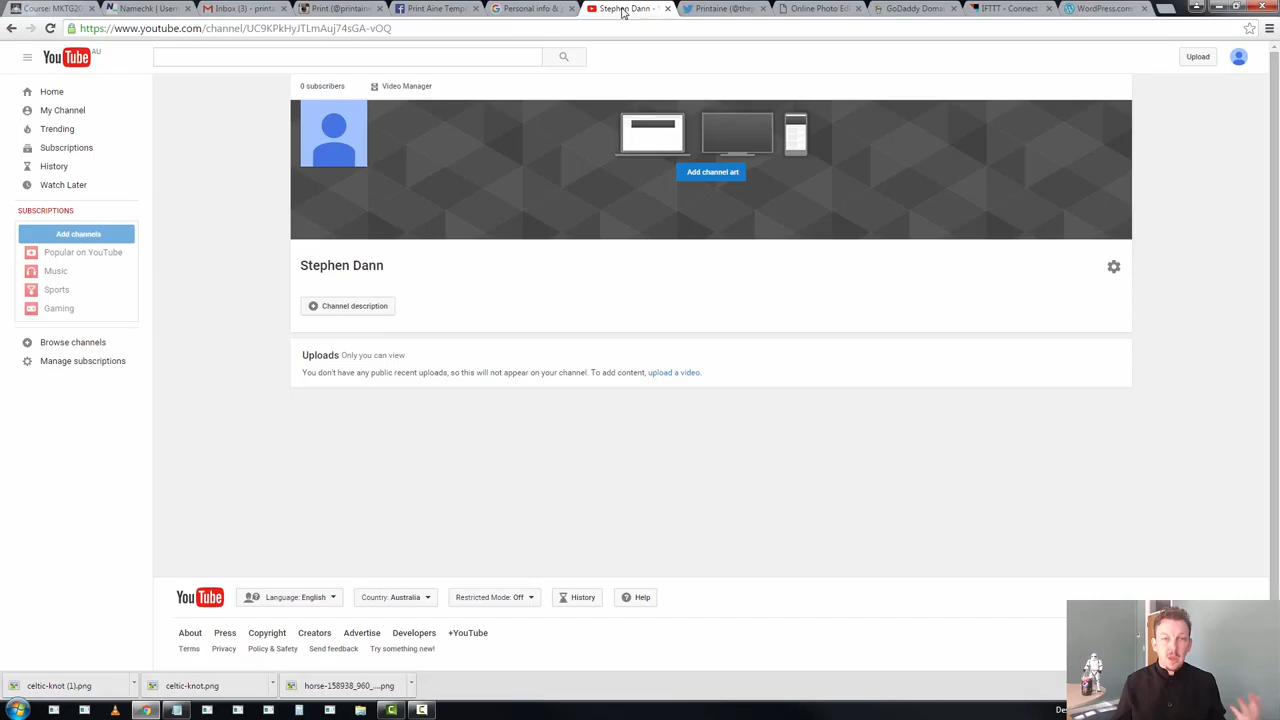 Course: MKTG20
Namechk | Usern
Inbox (3) - printa
Print (@printaine
Print Aine Temp
Personal info &
Stephen Dann -
Printaine (@the
Online Photo Edi
GoDaddy Doma
IFTTT - Connect
WordPress.com
https://www.youtube.com/channel/UC9KPkHyJTLmAuj74sGA-vOQ
YouTube AU
Upload
0 subscribers
Video Manager
Home
My Channel
Trending
Subscriptions
History
Watch Later
SUBSCRIPTIONS
Add channels
Popular on YouTube
Music
Sports
Gaming
Browse channels
Manage subscriptions
Add channel art
Stephen Dann
Channel description
Uploads Only you can view
You don't have any public recent uploads, so this will not appear on your channel. To add content, upload a video.
YouTube
Language: English
Country: Australia
Restricted Mode: Off
History
Help
About Press Copyright Creators Advertise Developers +YouTube
Terms Privacy Policy & Safety Send feedback Try something new!
celtic-knot (1).png
celtic-knot.png
horse-158938_960_....png